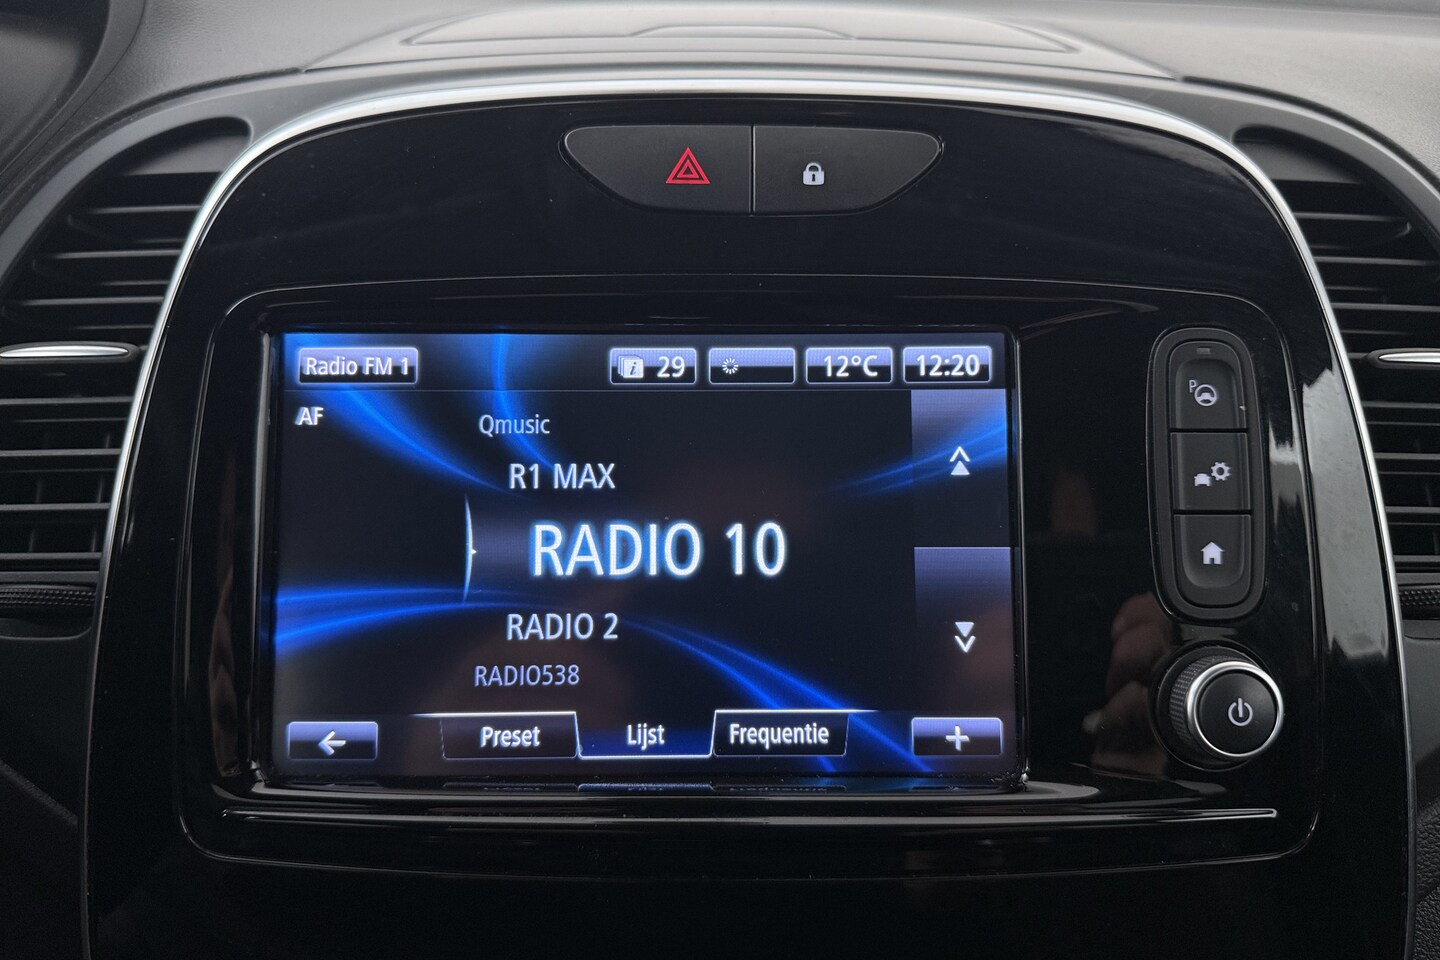 Radio FM 1
29
12°C
12:20
AF
Qmusic
R1 MAX
P
RADIO 10
RADIO 2
RADIO538
Preset
Lijst
Frequentie